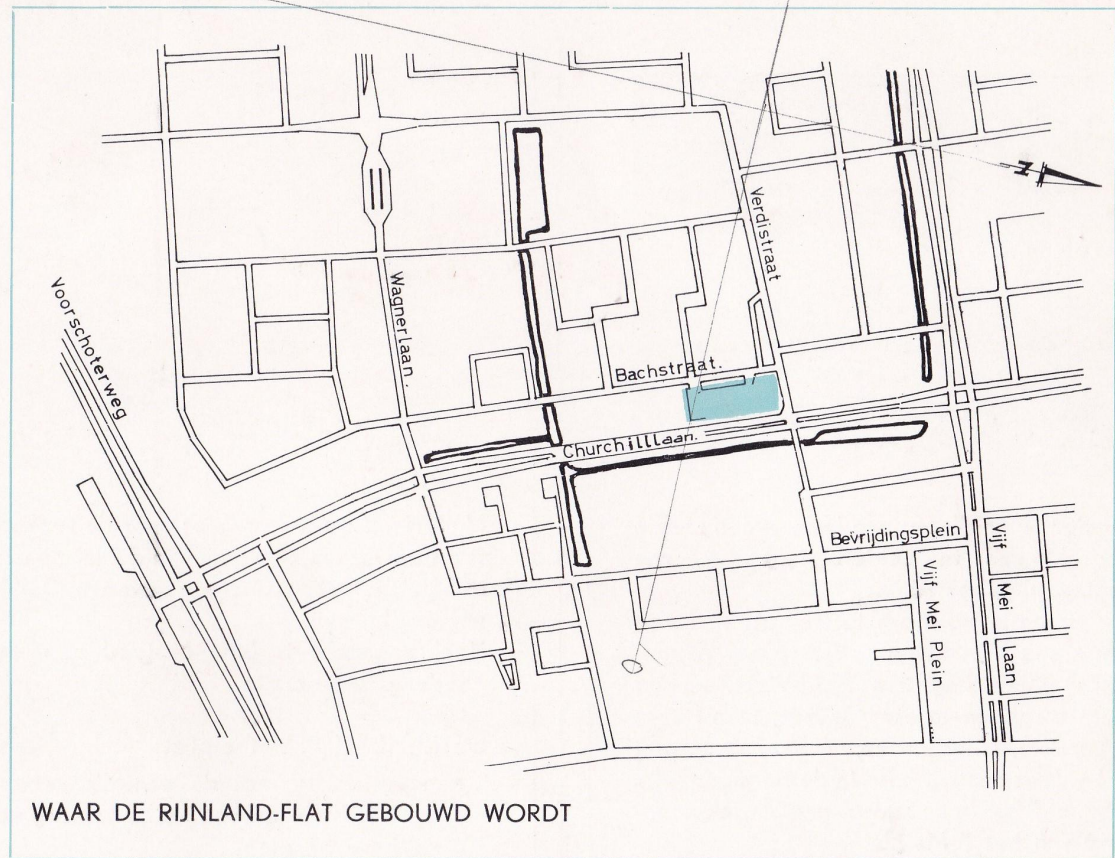 N
Verdistraat
Voorschoterweg
Wagnerlaan.
Bachstraat.
Churchilllaan.
Bevrijdingsplein
Vijf Mei Plein
Vijf Mei laan
WAAR DE RIJNLAND-FLAT GEBOUWD WORDT